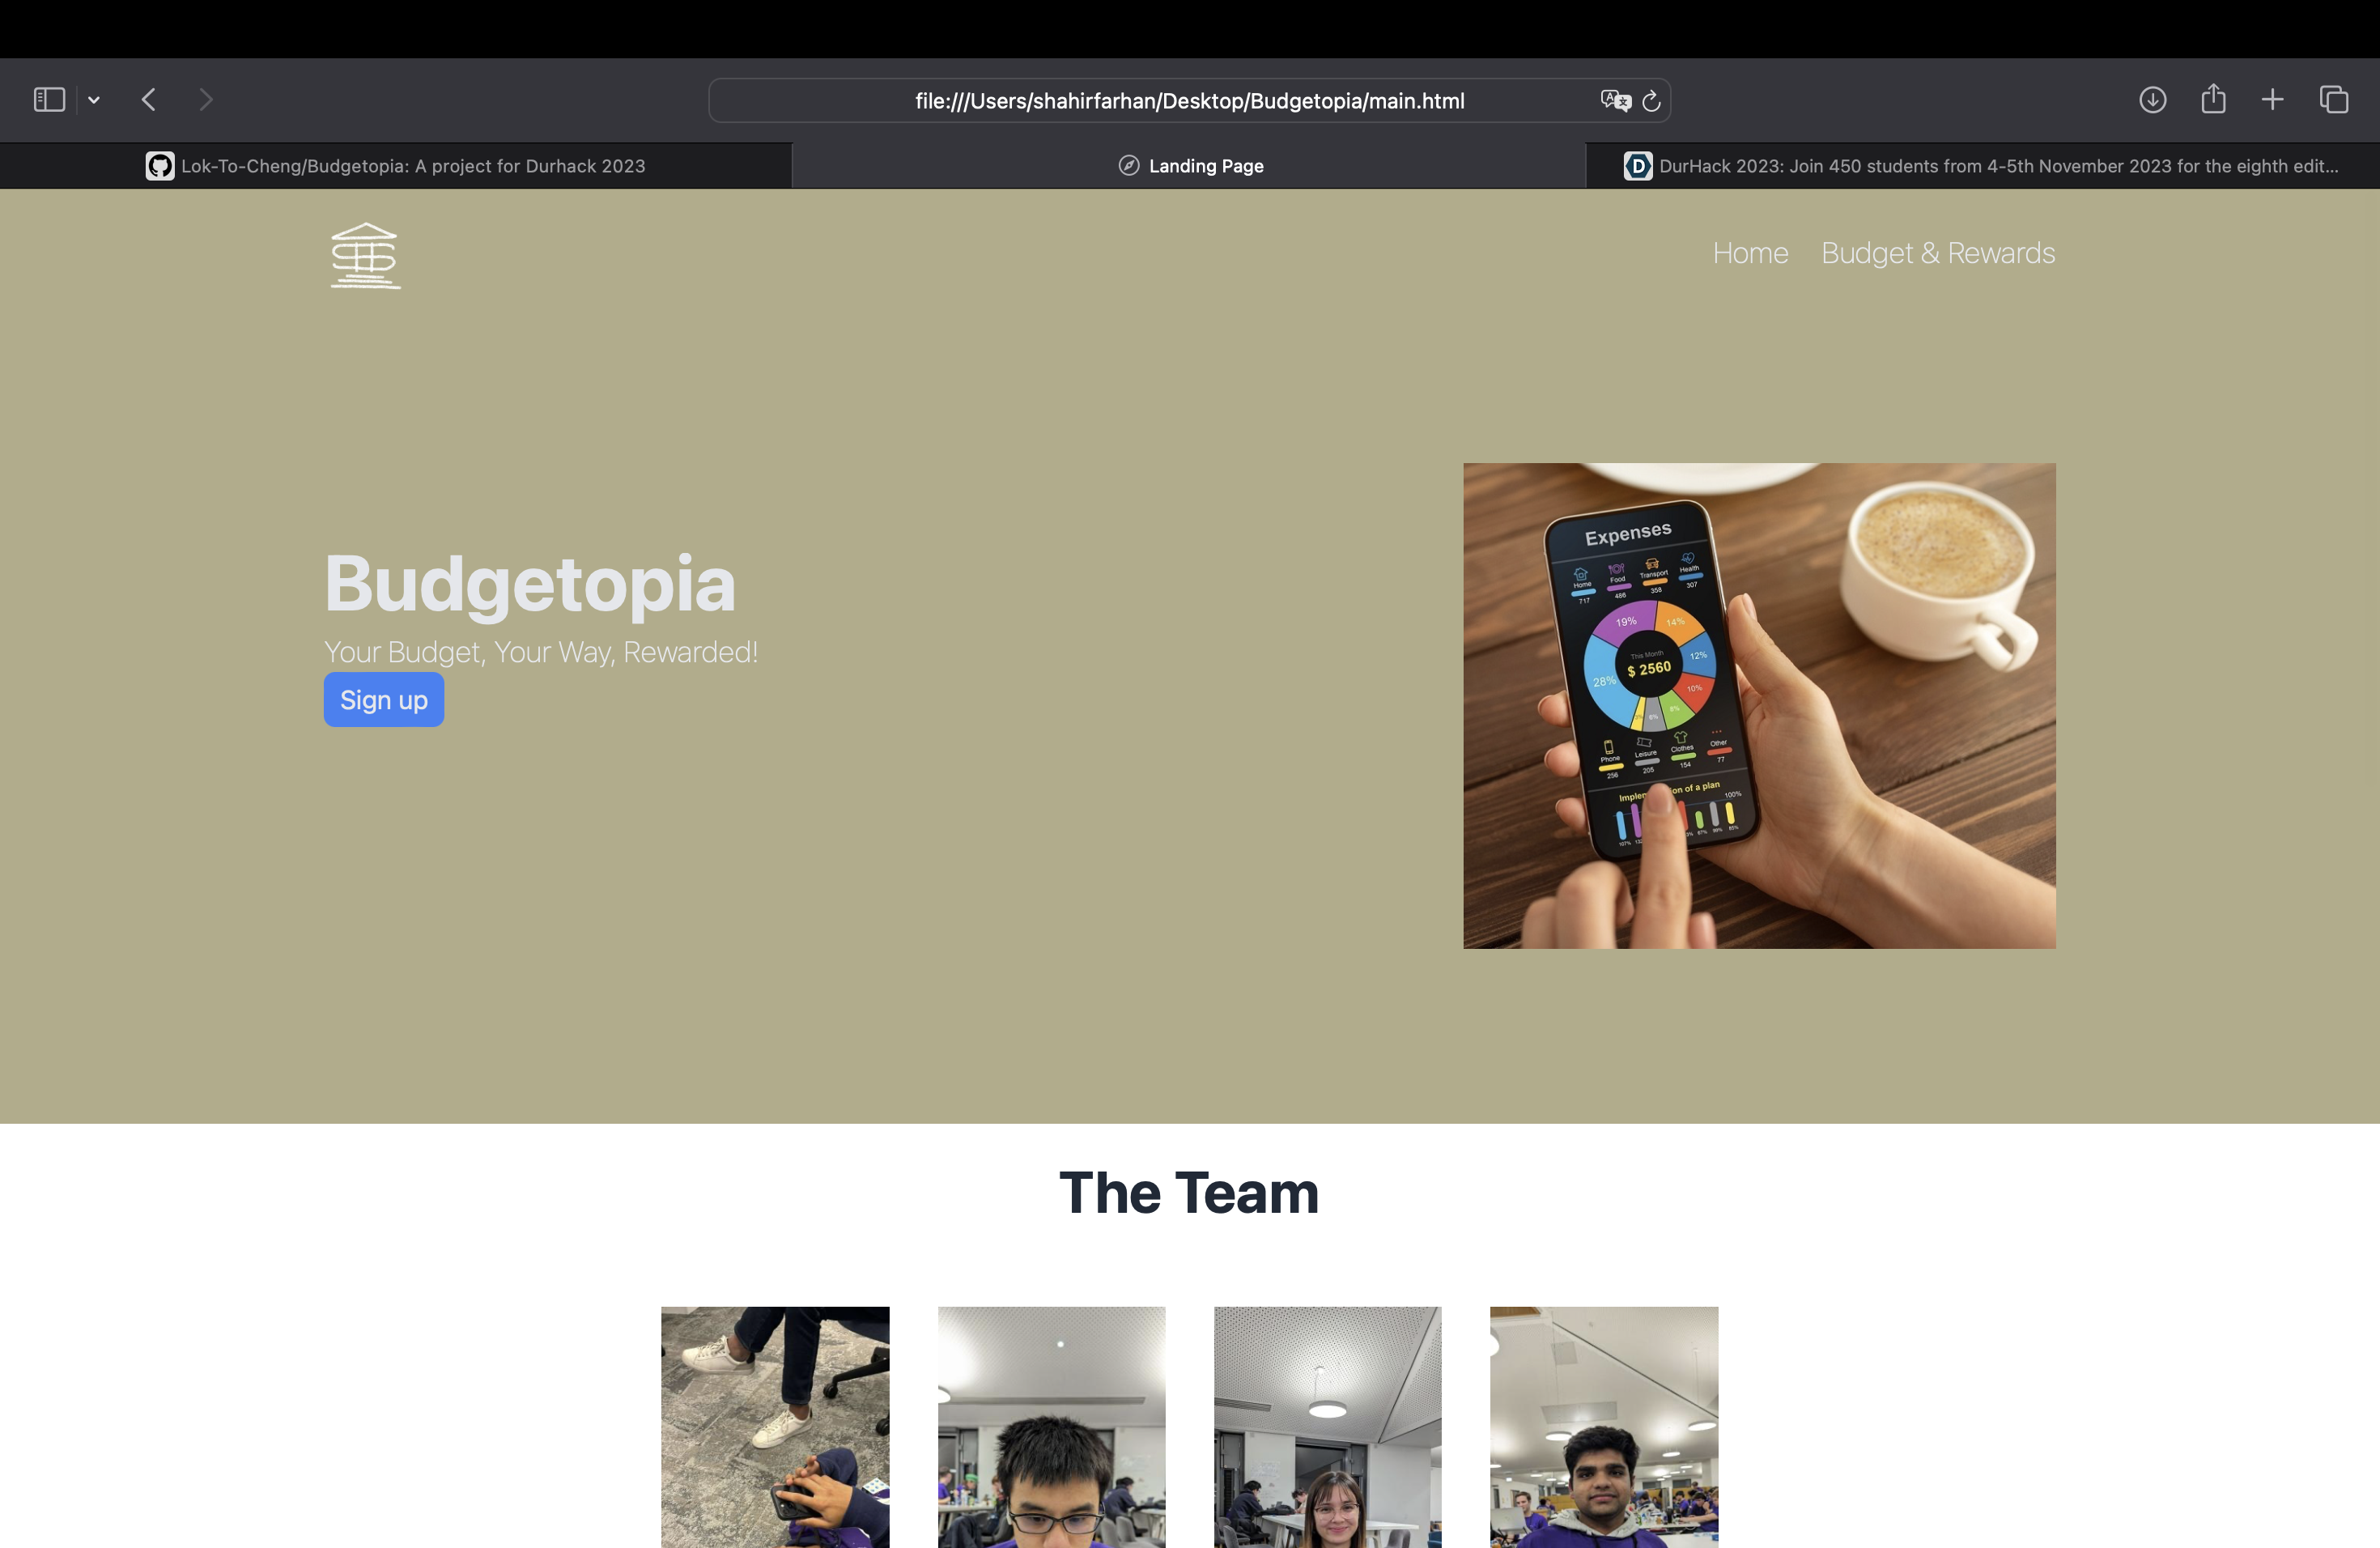 file:///Users/shahirfarhan/Desktop/Budgetopia/main.html
Lok-To-Cheng/Budgetopia: A project for Durhack 2023
Landing Page
D
DurHack 2023: Join 450 students from 4-5th November 2023 for the eighth edit...
Home
Budget & Rewards
Budgetopia
Your Budget, Your Way, Rewarded!
Sign up
Expenses
Home Food Transport Health
717 486 358 307
19% 14%
12%
28%
10%
8%
6%
This Month
$ 2560
Phone Leisure Clothes Other
256 205 154 77
of a plan
100%
The Team